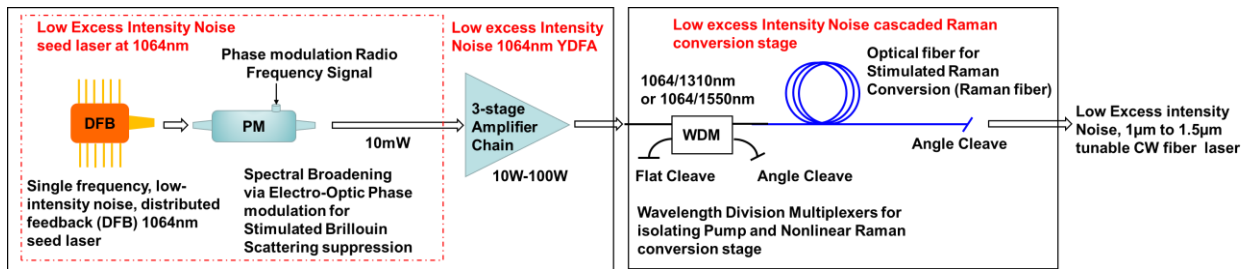 Low Excess Intensity Noise
seed laser at 1064nm
Phase modulation Radio
Frequency Signal
DFB
PM
10mW
Single frequency, low-
intensity noise, distributed
feedback (DFB) 1064nm
seed laser
Spectral Broadening
via Electro-Optic Phase
modulation for
Stimulated Brillouin
Scattering suppression
Low excess Intensity
Noise 1064nm YDFA
3-stage
Amplifier
Chain
10W-100W
Low Excess Intensity Noise cascaded Raman
conversion stage
1064/1310nm
or 1064/1550nm
WDM
Flat Cleave
Angle Cleave
Optical fiber for
Stimulated Raman
Conversion (Raman fiber)
Angle Cleave
Wavelength Division Multiplexers for
isolating Pump and Nonlinear Raman
conversion stage
Low Excess intensity
Noise, 1µm to 1.5µm
tunable CW fiber laser